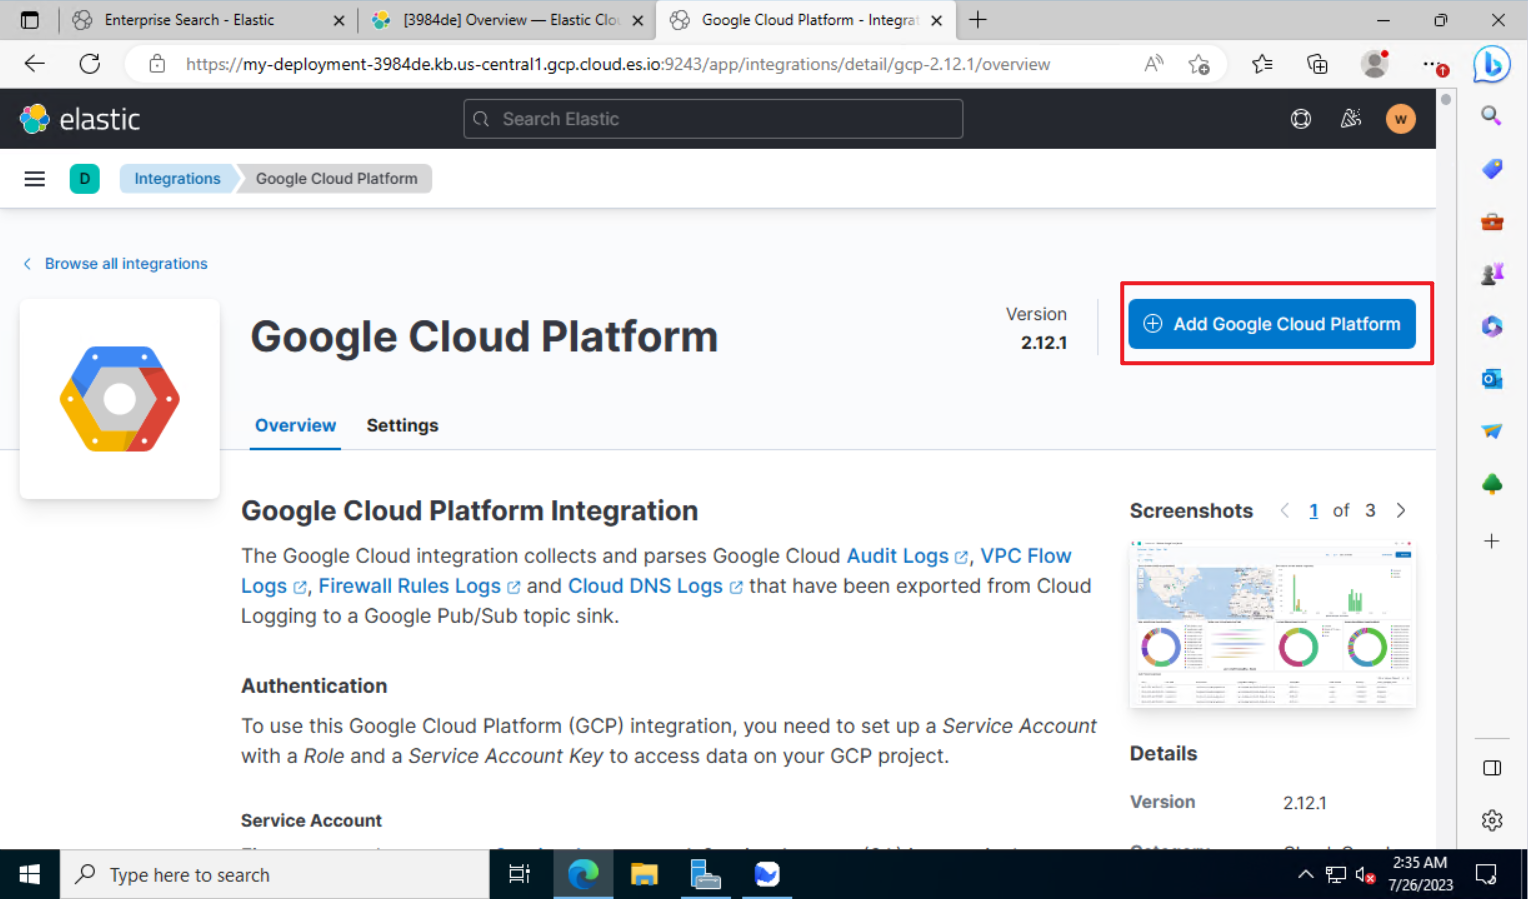 Enterprise Search - Elastic
[3984de] Overview — Elastic Clo
Google Cloud Platform - Integrat
https://my-deployment-3984de.kb.us-central1.gcp.cloud.es.io:9243/app/integrations/detail/gcp-2.12.1/overview
elastic
Search Elastic
W
D
Integrations
Google Cloud Platform
Browse all integrations
Google Cloud Platform
Version
2.12.1
Add Google Cloud Platform
Overview
Settings
Google Cloud Platform Integration
The Google Cloud integration collects and parses Google Cloud Audit Logs, VPC Flow
Logs, Firewall Rules Logs and Cloud DNS Logs that have been exported from Cloud
Logging to a Google Pub/Sub topic sink.
Screenshots
1 of 3
Authentication
To use this Google Cloud Platform (GCP) integration, you need to set up a Service Account
with a Role and a Service Account Key to access data on your GCP project.
Service Account
Details
Version
2.12.1
Type here to search
2:35 AM
7/26/2023